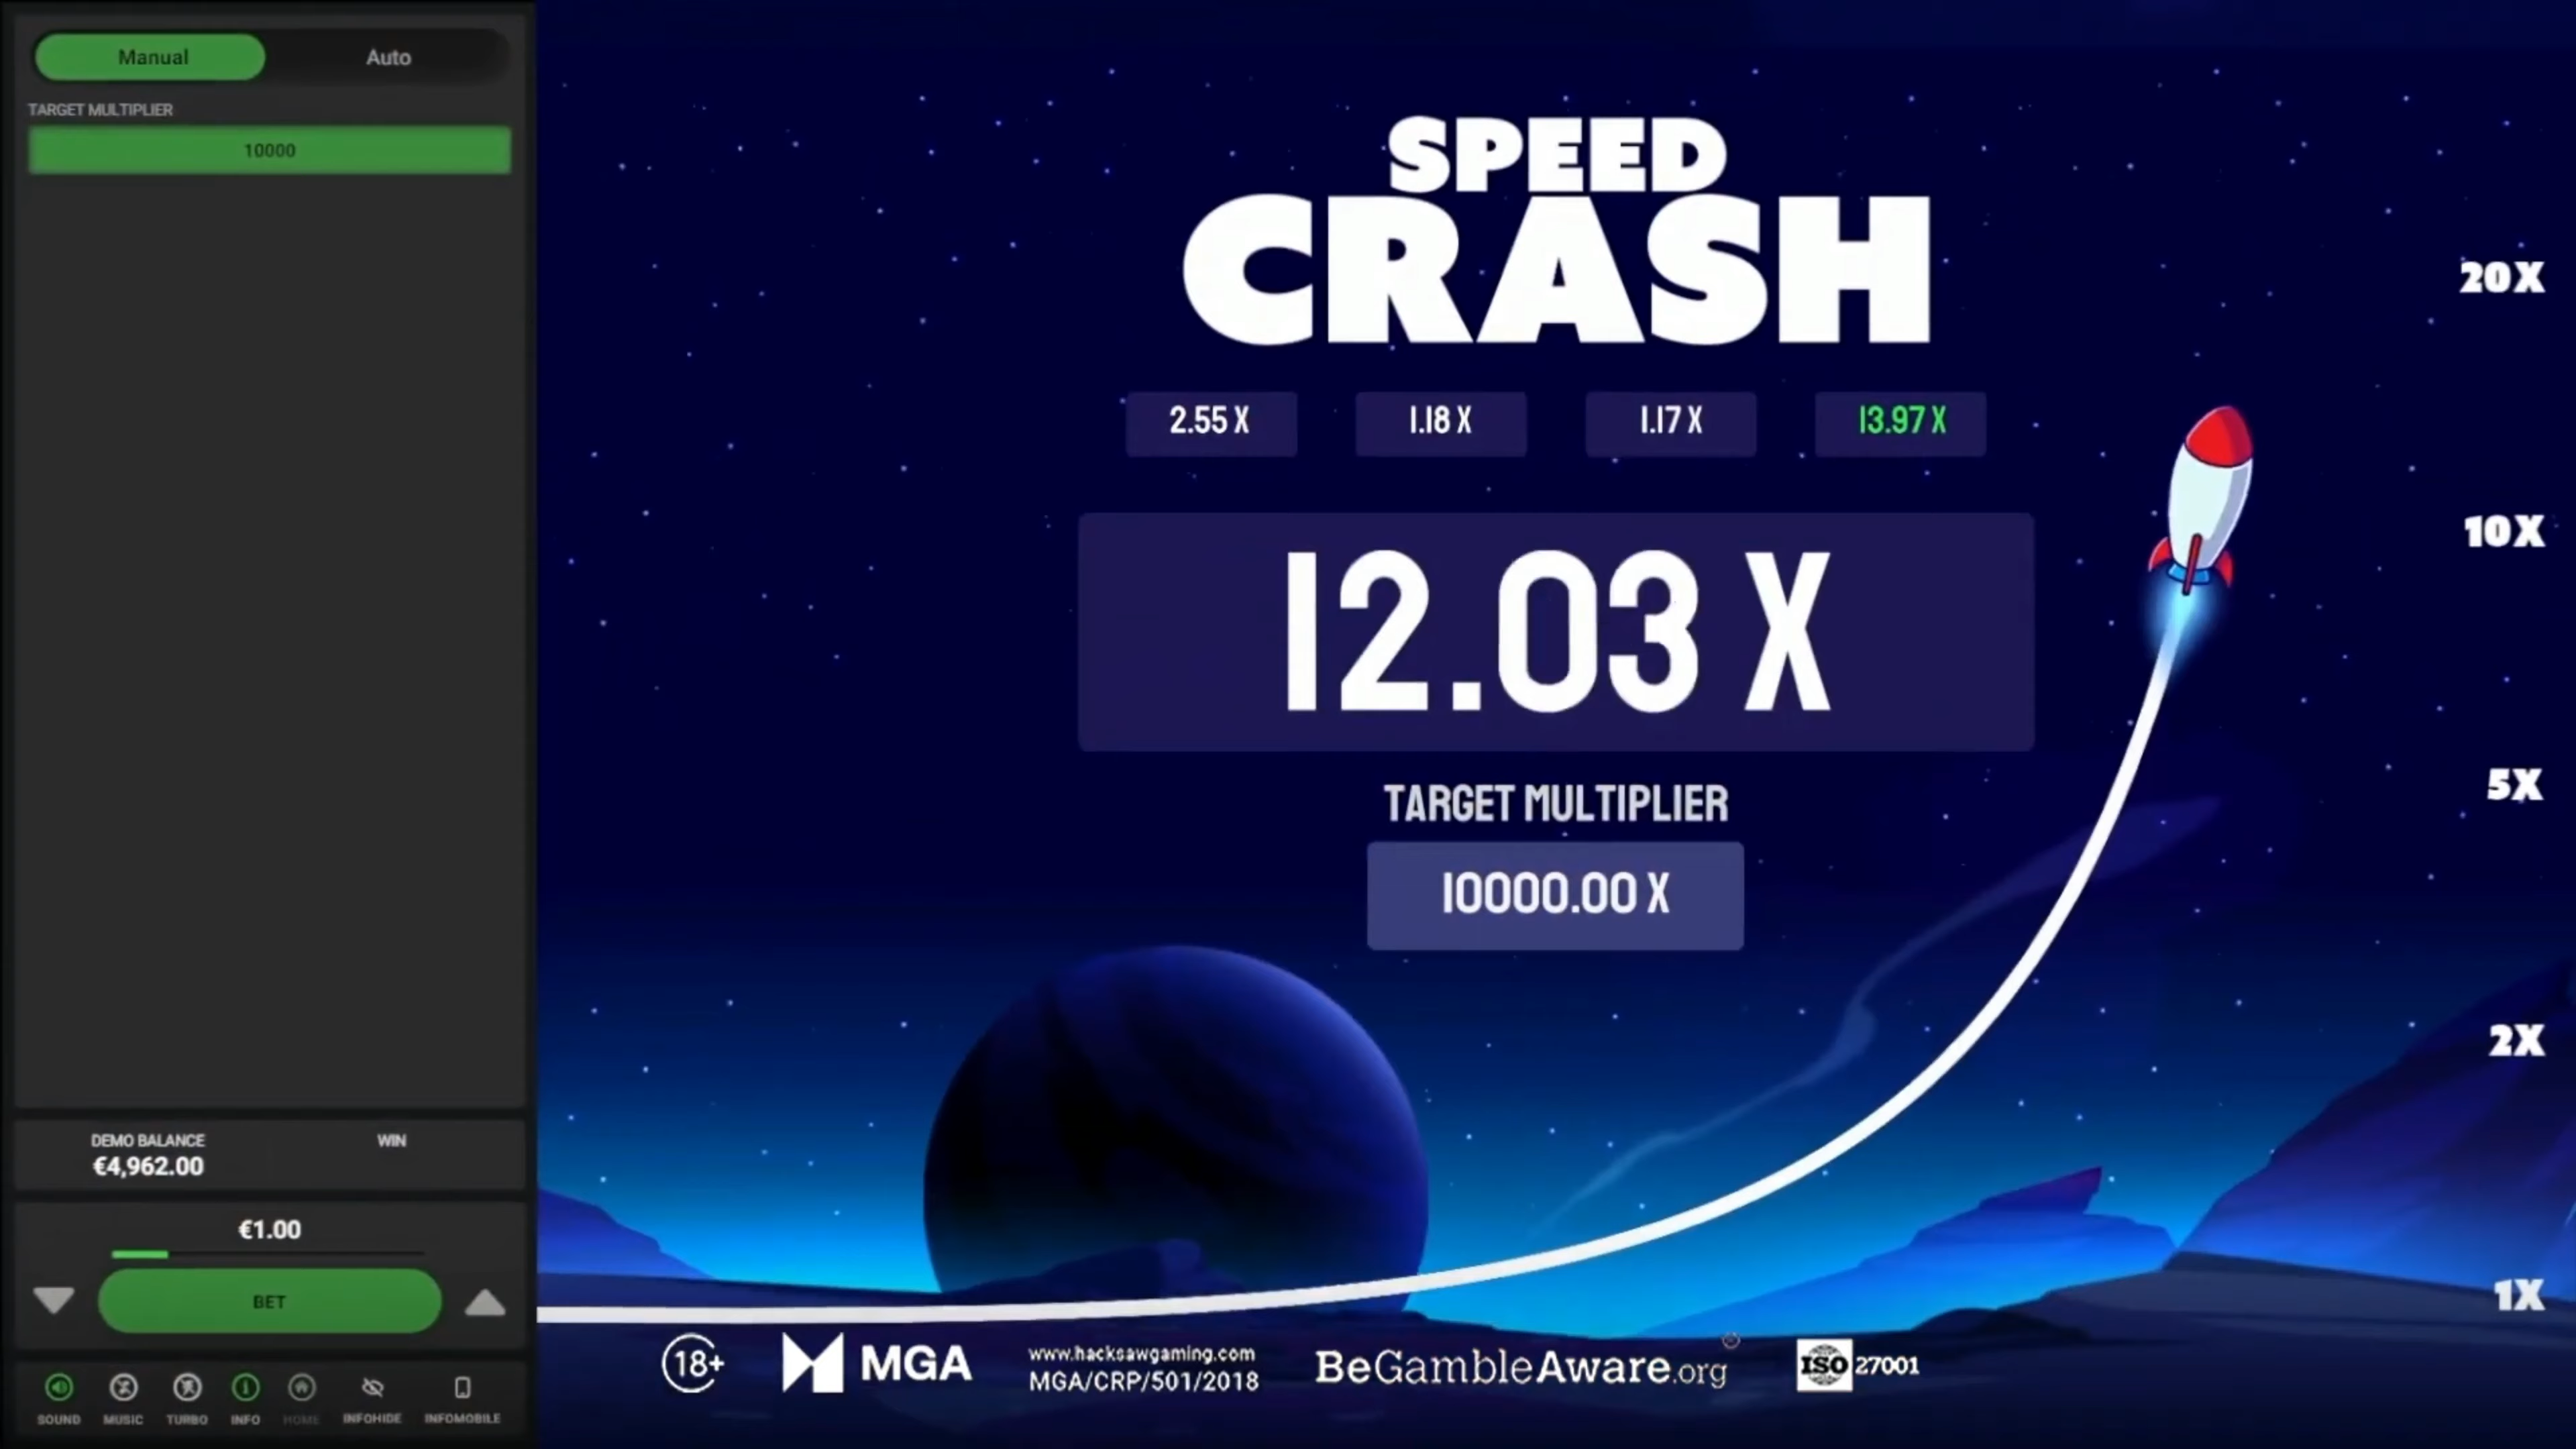 Manual
Auto
TARGET MULTIPLIER
10000
DEMO BALANCE
€4,962.00
WIN
€1.00
BET
SOUND
MUSIC
TURBO
INFO
HOME
INFOHIDE
INFOMOBILE
SPEED
CRASH
2.55 X
1.18 X
1.17 X
13.97 X
12.03 X
TARGET MULTIPLIER
10000.00 X
20X
10X
5X
2X
1X
18+
MGA
www.hacksawgaming.com
MGA/CRP/501/2018
BeGambleAware.org
ISO 27001